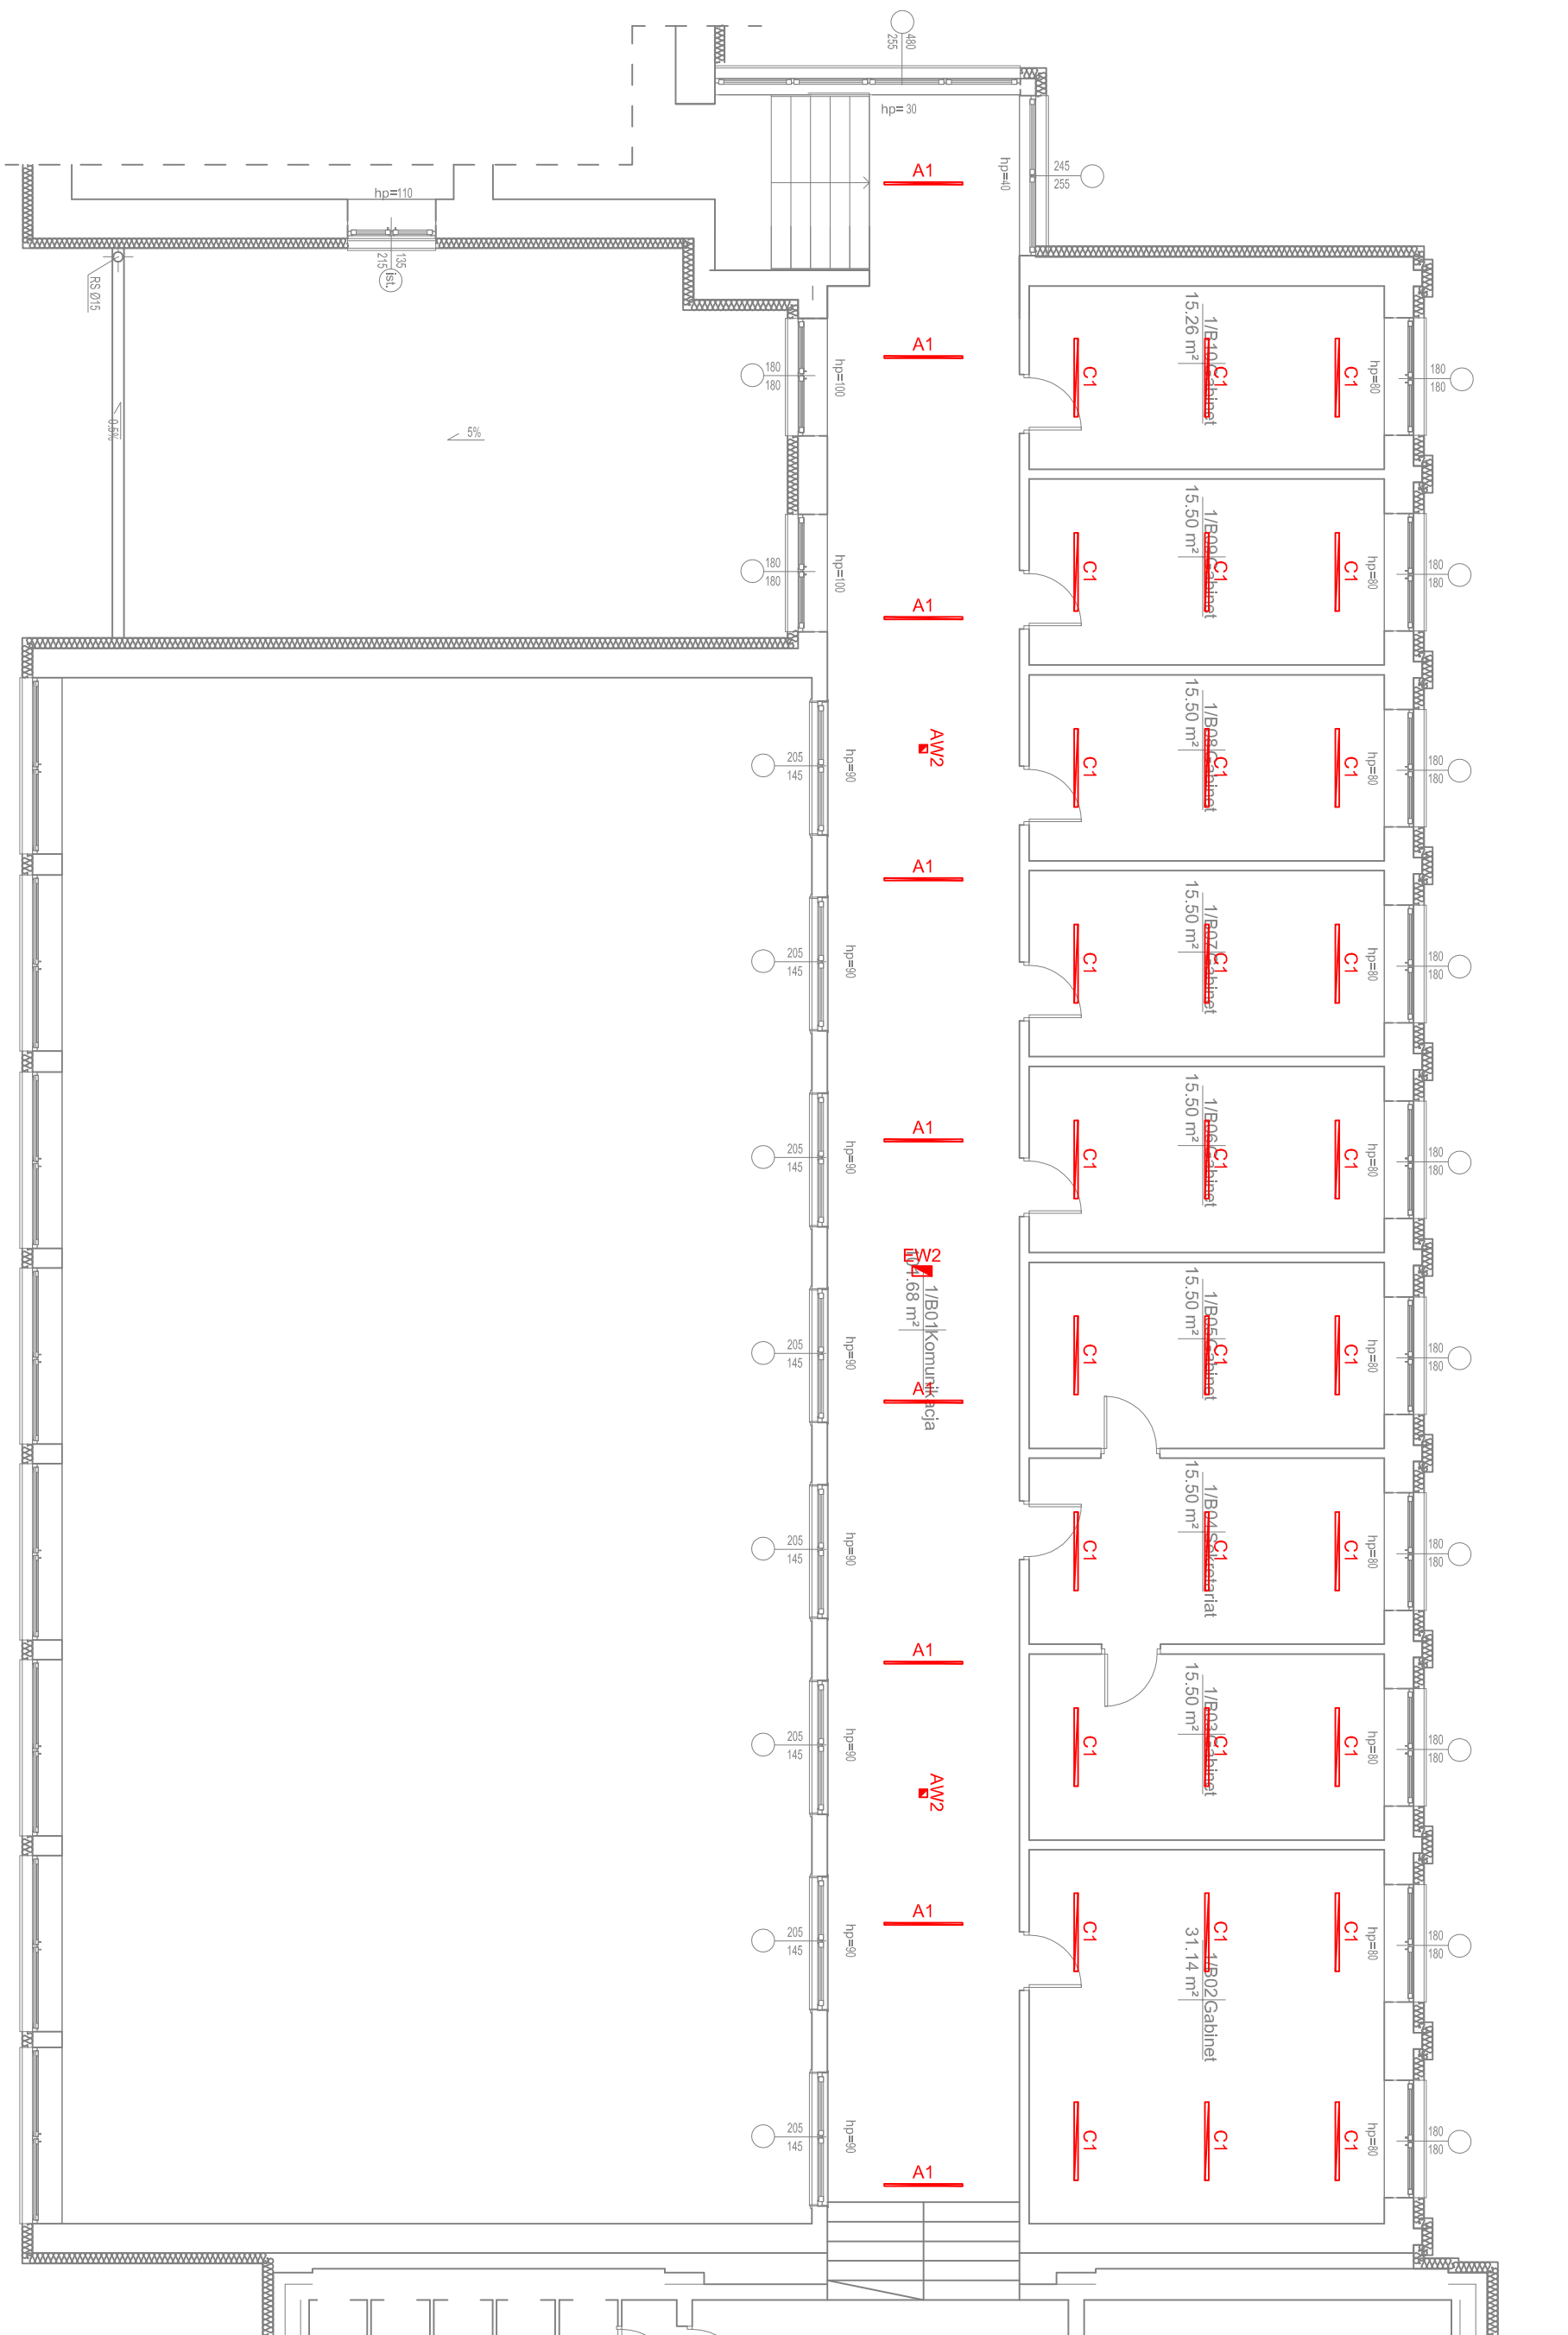 480
255
hp= 30
A1
hp=40
245
255
hp=110
135
215
ist.
RS Ø15
0.5%
5%
A1
180
180
hp=100
1/B10 Gabinet
15.26 m²
C1
C1
C1
hp=80
180
180
180
180
hp=100
1/B09 Gabinet
15.50 m²
C1
C1
C1
hp=80
180
180
A1
AW2
205
145
hp=90
1/B08 Gabinet
15.50 m²
C1
C1
C1
hp=80
180
180
A1
205
145
hp=90
1/B07 Gabinet
15.50 m²
C1
C1
C1
hp=80
180
180
A1
205
145
hp=90
1/B06 Gabinet
15.50 m²
C1
C1
C1
hp=80
180
180
EW2
1/B01Komunikacja
.68 m²
205
145
hp=90
1/B05 Gabinet
15.50 m²
C1
C1
C1
hp=80
180
180
A1
205
145
hp=90
1/B04 Sekretariat
15.50 m²
C1
C1
C1
hp=80
180
180
A1
205
145
hp=90
1/B03 Gabinet
15.50 m²
C1
C1
C1
hp=80
180
180
AW2
A1
205
145
hp=90
C1
C1
C1
hp=80
180
180
1/B02Gabinet
31.14 m²
205
145
hp=90
C1
C1
C1
hp=80
180
180
A1